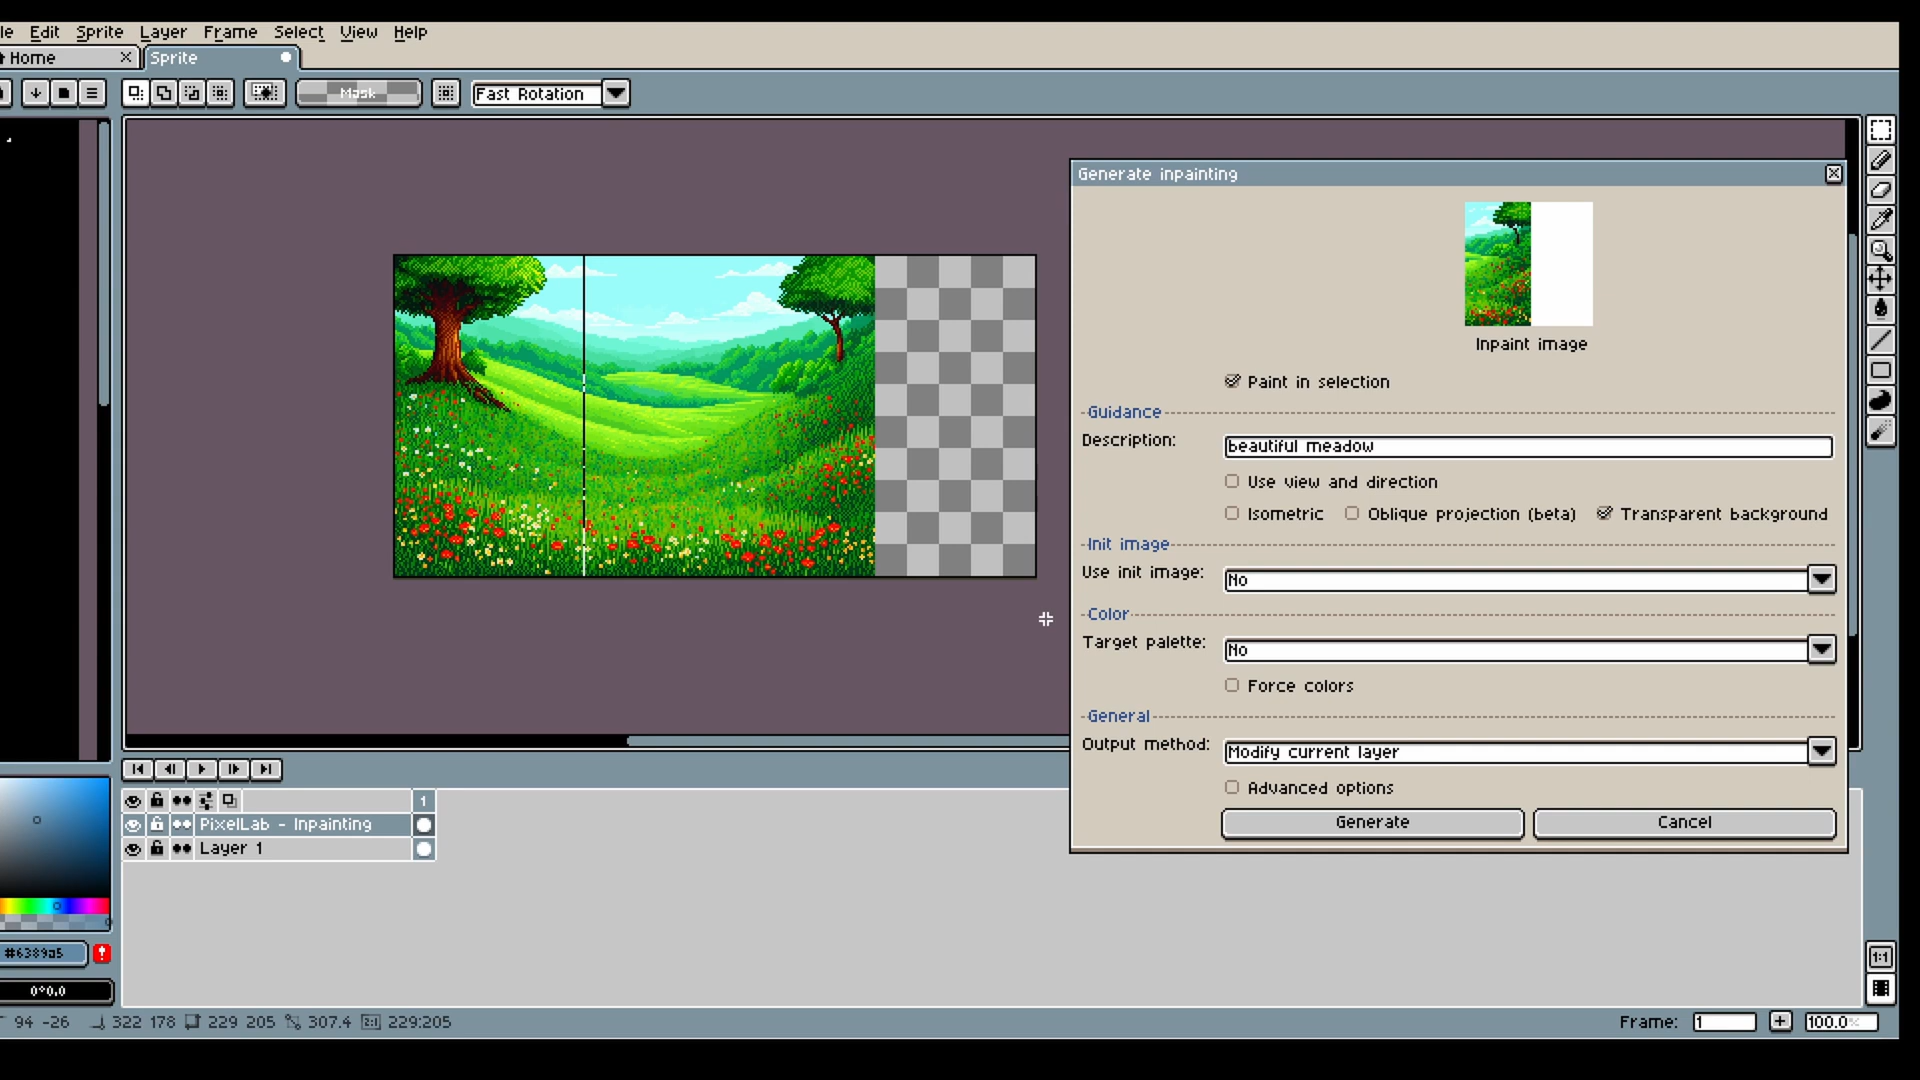 le Edit Sprite Layer Frame Select View Help
Home Sprite
Mask Fast Rotation
Generate inpainting
Inpaint image
Paint in selection
Guidance
Description: beautiful meadow
Use view and direction
Isometric Oblique projection (beta) Transparent background
Init image
Use init image: No
Color
Target palette: No
Force colors
General
Output method: Modify current layer
Advanced options
Generate Cancel
1
PixelLab - Inpainting
Layer 1
#6389a5
1:1
94 -26 322 178 229 205 307.4 229:205
Frame: 1 + 100.0